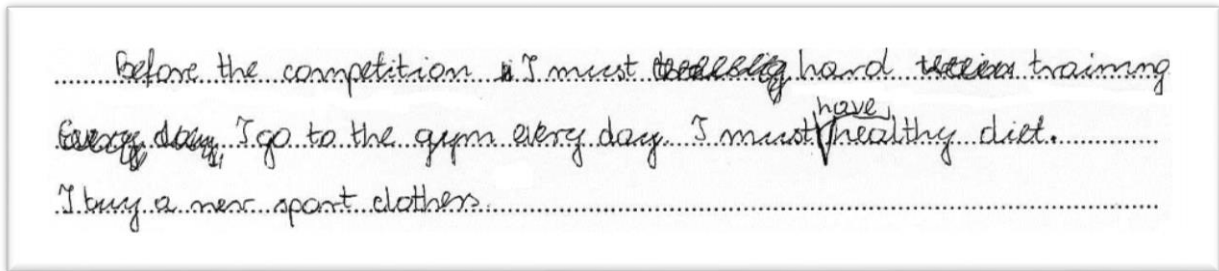 Before the competition I must hard training
I go to the gym every day. I must have healthy diet.
I buy a new sport clothers.